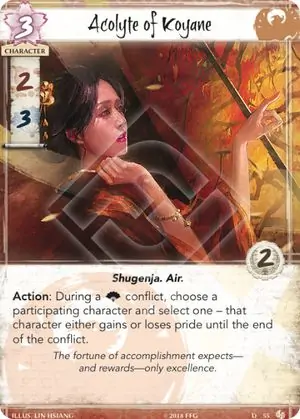 Acolyte of Koyane
3
CHARACTER
2
3
2
Shugenja. Air.
Action: During a conflict, choose a
participating character and select one – that
character either gains or loses pride until the end
of the conflict.
The fortune of accomplishment expects—
and rewards—only excellence.
ILLUS. LIN HSIANG
©2018 FFG
55